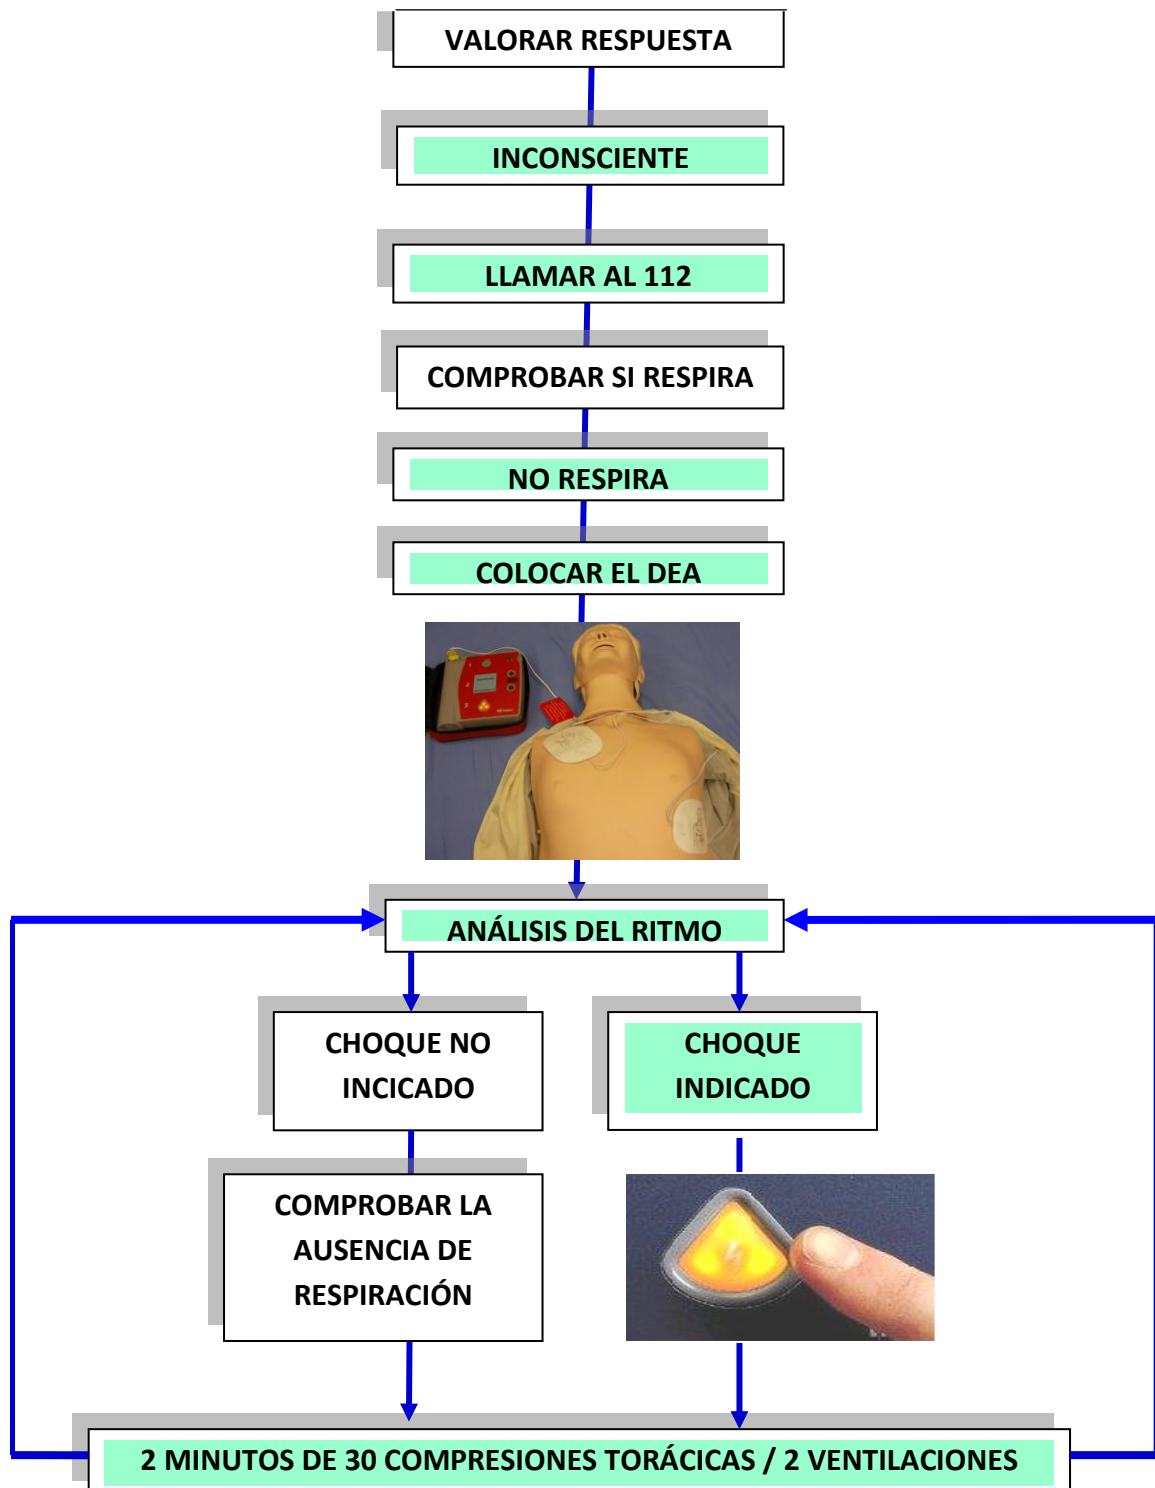 VALORAR RESPUESTA
INCONSCIENTE
LLAMAR AL 112
COMPROBAR SI RESPIRA
NO RESPIRA
COLOCAR EL DEA
ANÁLISIS DEL RITMO
CHOQUE NO
INCICADO
CHOQUE
INDICADO
COMPROBAR LA
AUSENCIA DE
RESPIRACIÓN
2 MINUTOS DE 30 COMPRESIONES TORÁCICAS / 2 VENTILACIONES